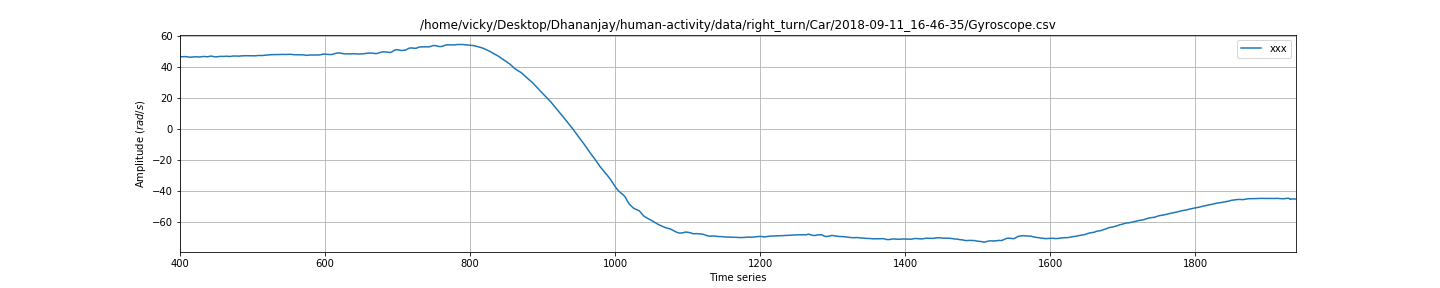 /home/vicky/Desktop/Dhananjay/human-activity/data/right_turn/Car/2018-09-11_16-46-35/Gyroscope.csv
xxx
60
40
20
0
−20
−40
−60
Amplitude (rad/s)
400 600 800 1000 1200 1400 1600 1800
Time series